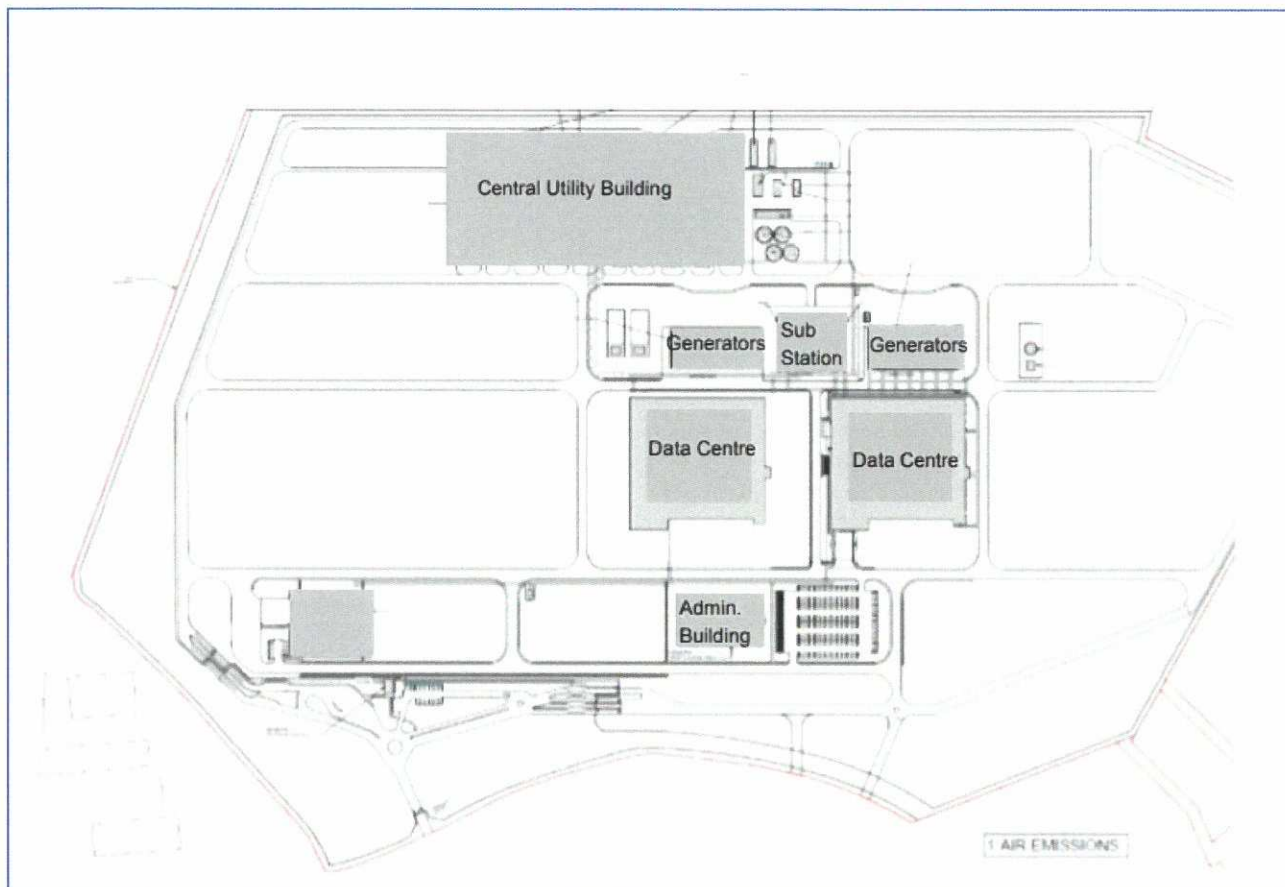 Central Utility Building
Generators
Sub
Station
Generators
Data Centre
Data Centre
Admin.
Building
1 AIR EMISSIONS